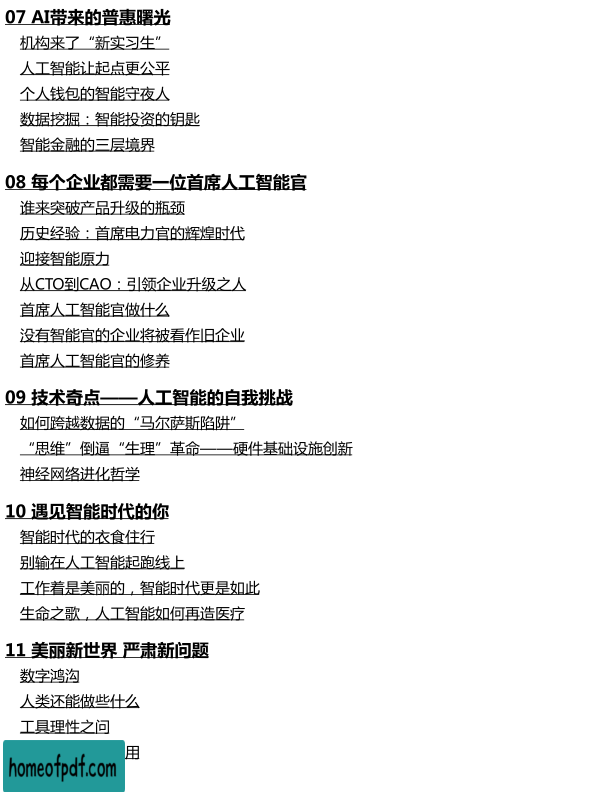 07 AI带来的普惠曙光
机构来了“新实习生”
人工智能让起点更公平
个人钱包的智能守夜人
数据挖掘：智能投资的钥匙
智能金融的三层境界
08 每个企业都需要一位首席人工智能官
谁来突破产品升级的瓶颈
历史经验：首席电力官的辉煌时代
迎接智能原力
从CTO到CAO：引领企业升级之人
首席人工智能官做什么
没有智能官的企业将被看作旧企业
首席人工智能官的修养
09 技术奇点——人工智能的自我挑战
如何跨越数据的“马尔萨斯陷阱”
“思维”倒逼“生理”革命——硬件基础设施创新
神经网络进化哲学
10 遇见智能时代的你
智能时代的衣食住行
别输在人工智能起跑线上
工作着是美丽的，智能时代更是如此
生命之歌，人工智能如何再造医疗
11 美丽新世界 严肃新问题
数字鸿沟
人类还能做些什么
工具理性之问
用
homeofpdf.com